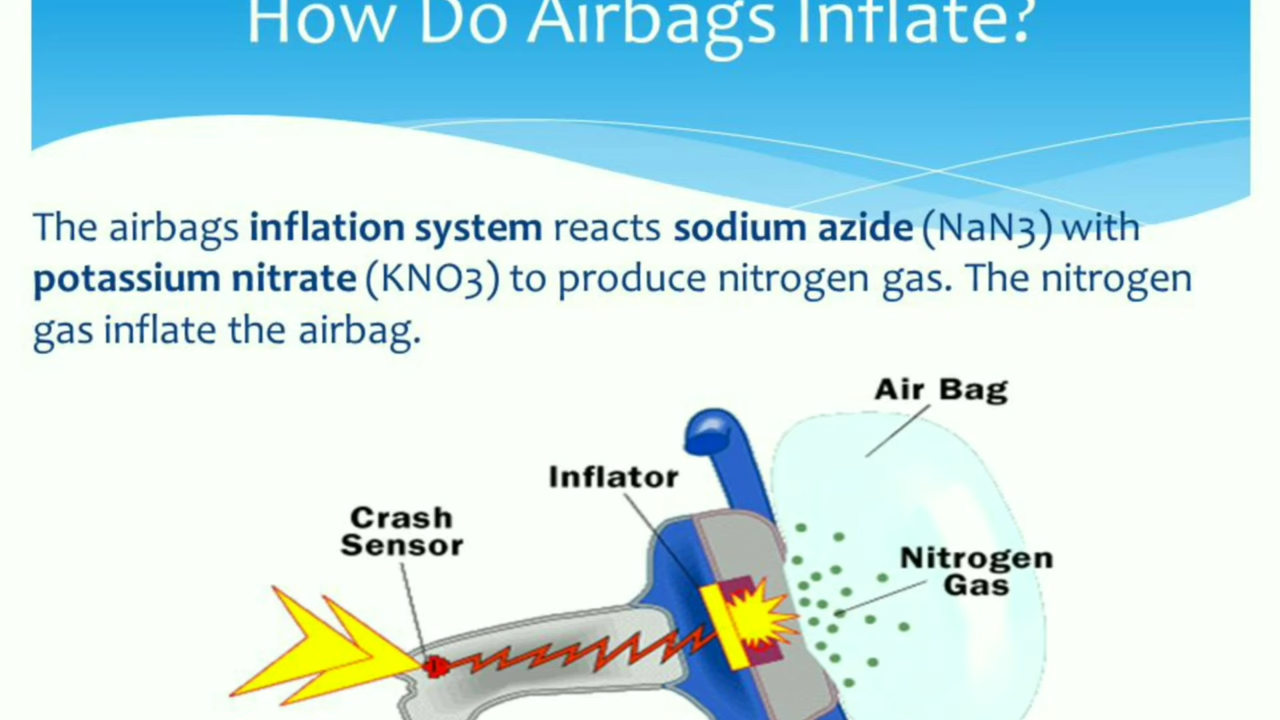 How Do Airbags Inflate?
The airbags inflation system reacts sodium azide (NaN3) with
potassium nitrate (KNO3) to produce nitrogen gas. The nitrogen
gas inflate the airbag.
Air Bag
Inflator
Crash
Sensor
Nitrogen
Gas